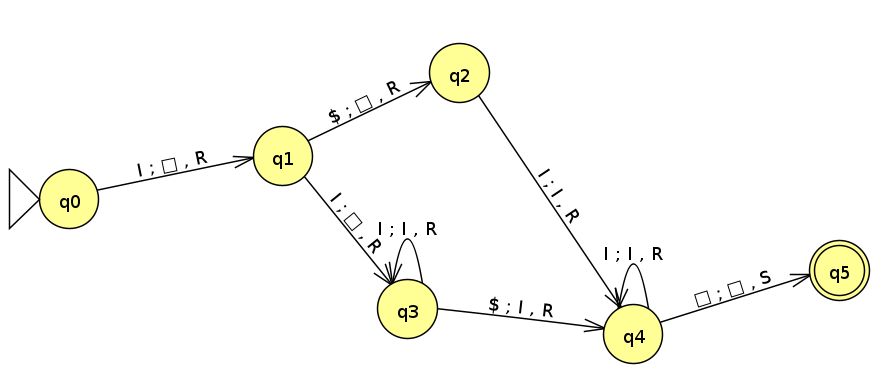 q0
I ; □ , R
q1
$ ; □ , R
q2
I ; I , R
I ; □ , R
I ; I , R
q3
$ ; I , R
I ; I , R
q4
□ ; □ , S
q5